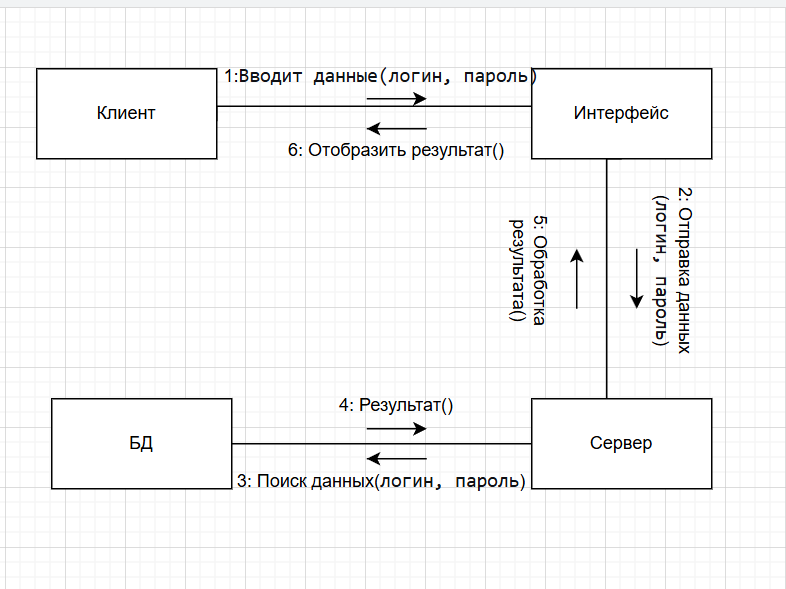 1:Вводит данные(логин, пароль)
Клиент
Интерфейс
6: Отобразить результат()
2: Отправка данных
(логин, пароль)
5: Обработка
результата()
4: Результат()
БД
Сервер
3: Поиск данных(логин, пароль)